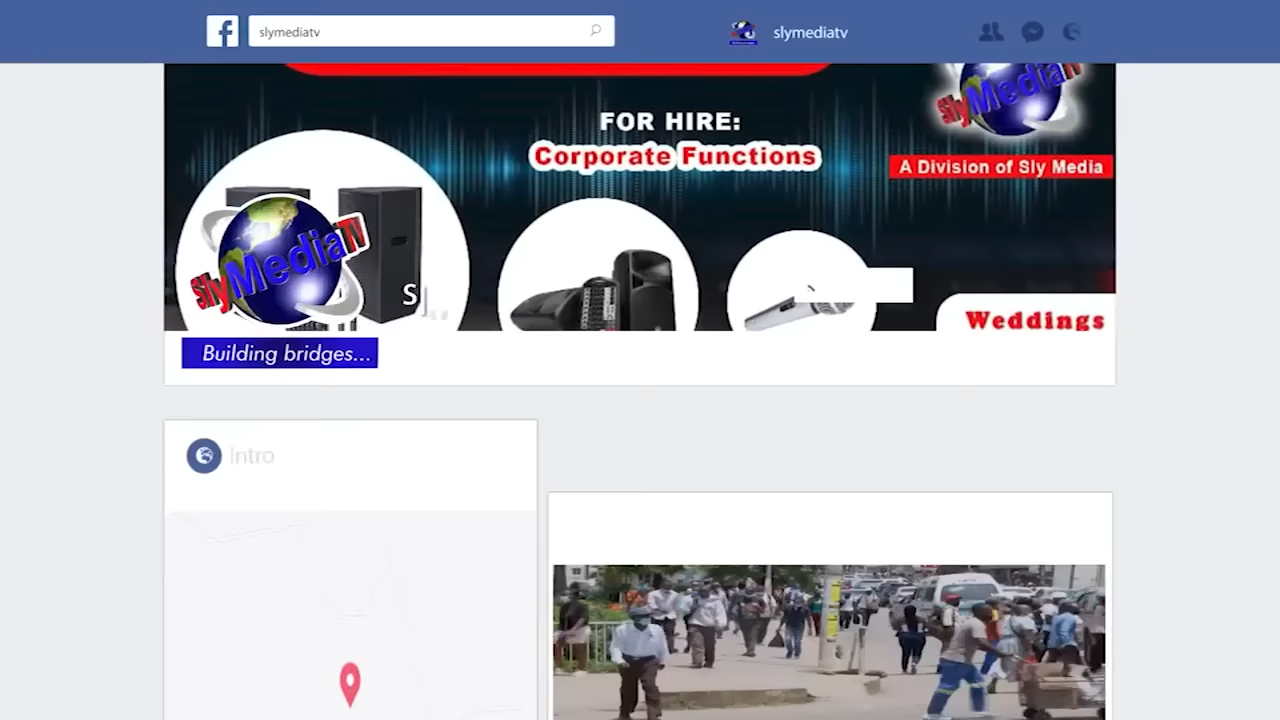 slymediatv
slymediatv
SlyMediaTV
FOR HIRE:
Corporate Functions
A Division of Sly Media
SlyMediaTV
Weddings
Building bridges...
Intro